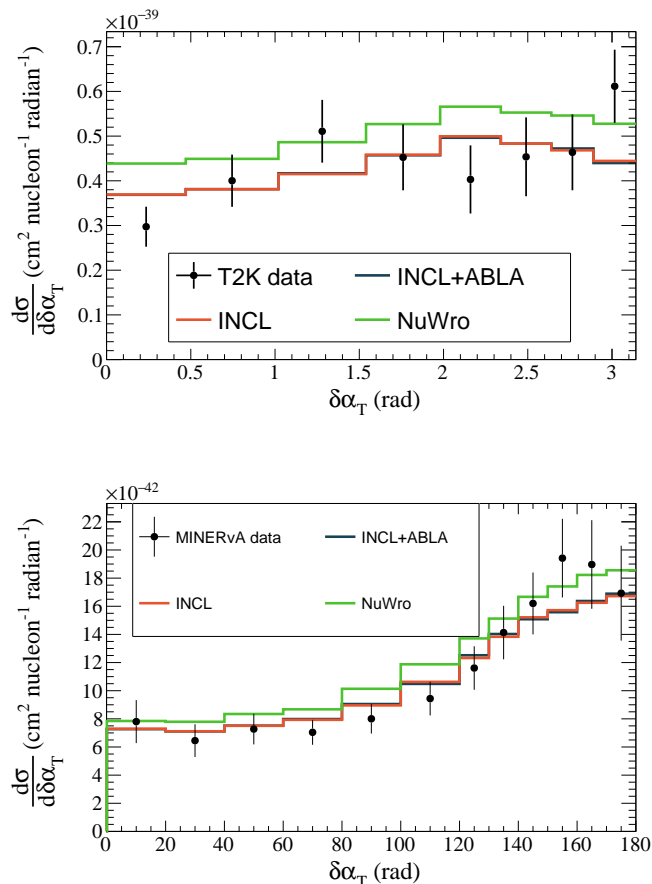 ×10⁻³⁹
dσ/dδα_T (cm² nucleon⁻¹ radian⁻¹)
0.7
0.6
0.5
0.4
0.3
0.2
0.1
0
T2K data INCL+ABLA
INCL NuWro
0 0.5 1 1.5 2 2.5 3
δα_T (rad)
×10⁻⁴²
dσ/dδα_T (cm² nucleon⁻¹ radian⁻¹)
22
20
18
16
14
12
10
8
6
4
2
0
MINERvA data INCL+ABLA
INCL NuWro
0 20 40 60 80 100 120 140 160 180
δα_T (rad)